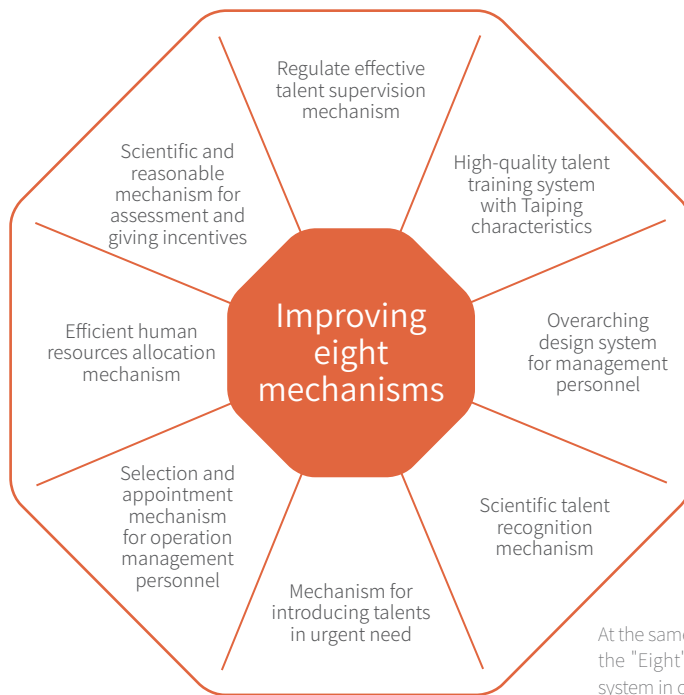 Regulate effective
talent supervision
mechanism
High-quality talent
training system
with Taiping
characteristics
Overarching
design system
for management
personnel
Scientific talent
recognition
mechanism
Mechanism for
introducing talents
in urgent need
Selection and
appointment
mechanism
for operation
management
personnel
Efficient human
resources allocation
mechanism
Scientific and
reasonable
mechanism for
assessment and
giving incentives
Improving
eight
mechanisms
At the same
the "Eight"
system in